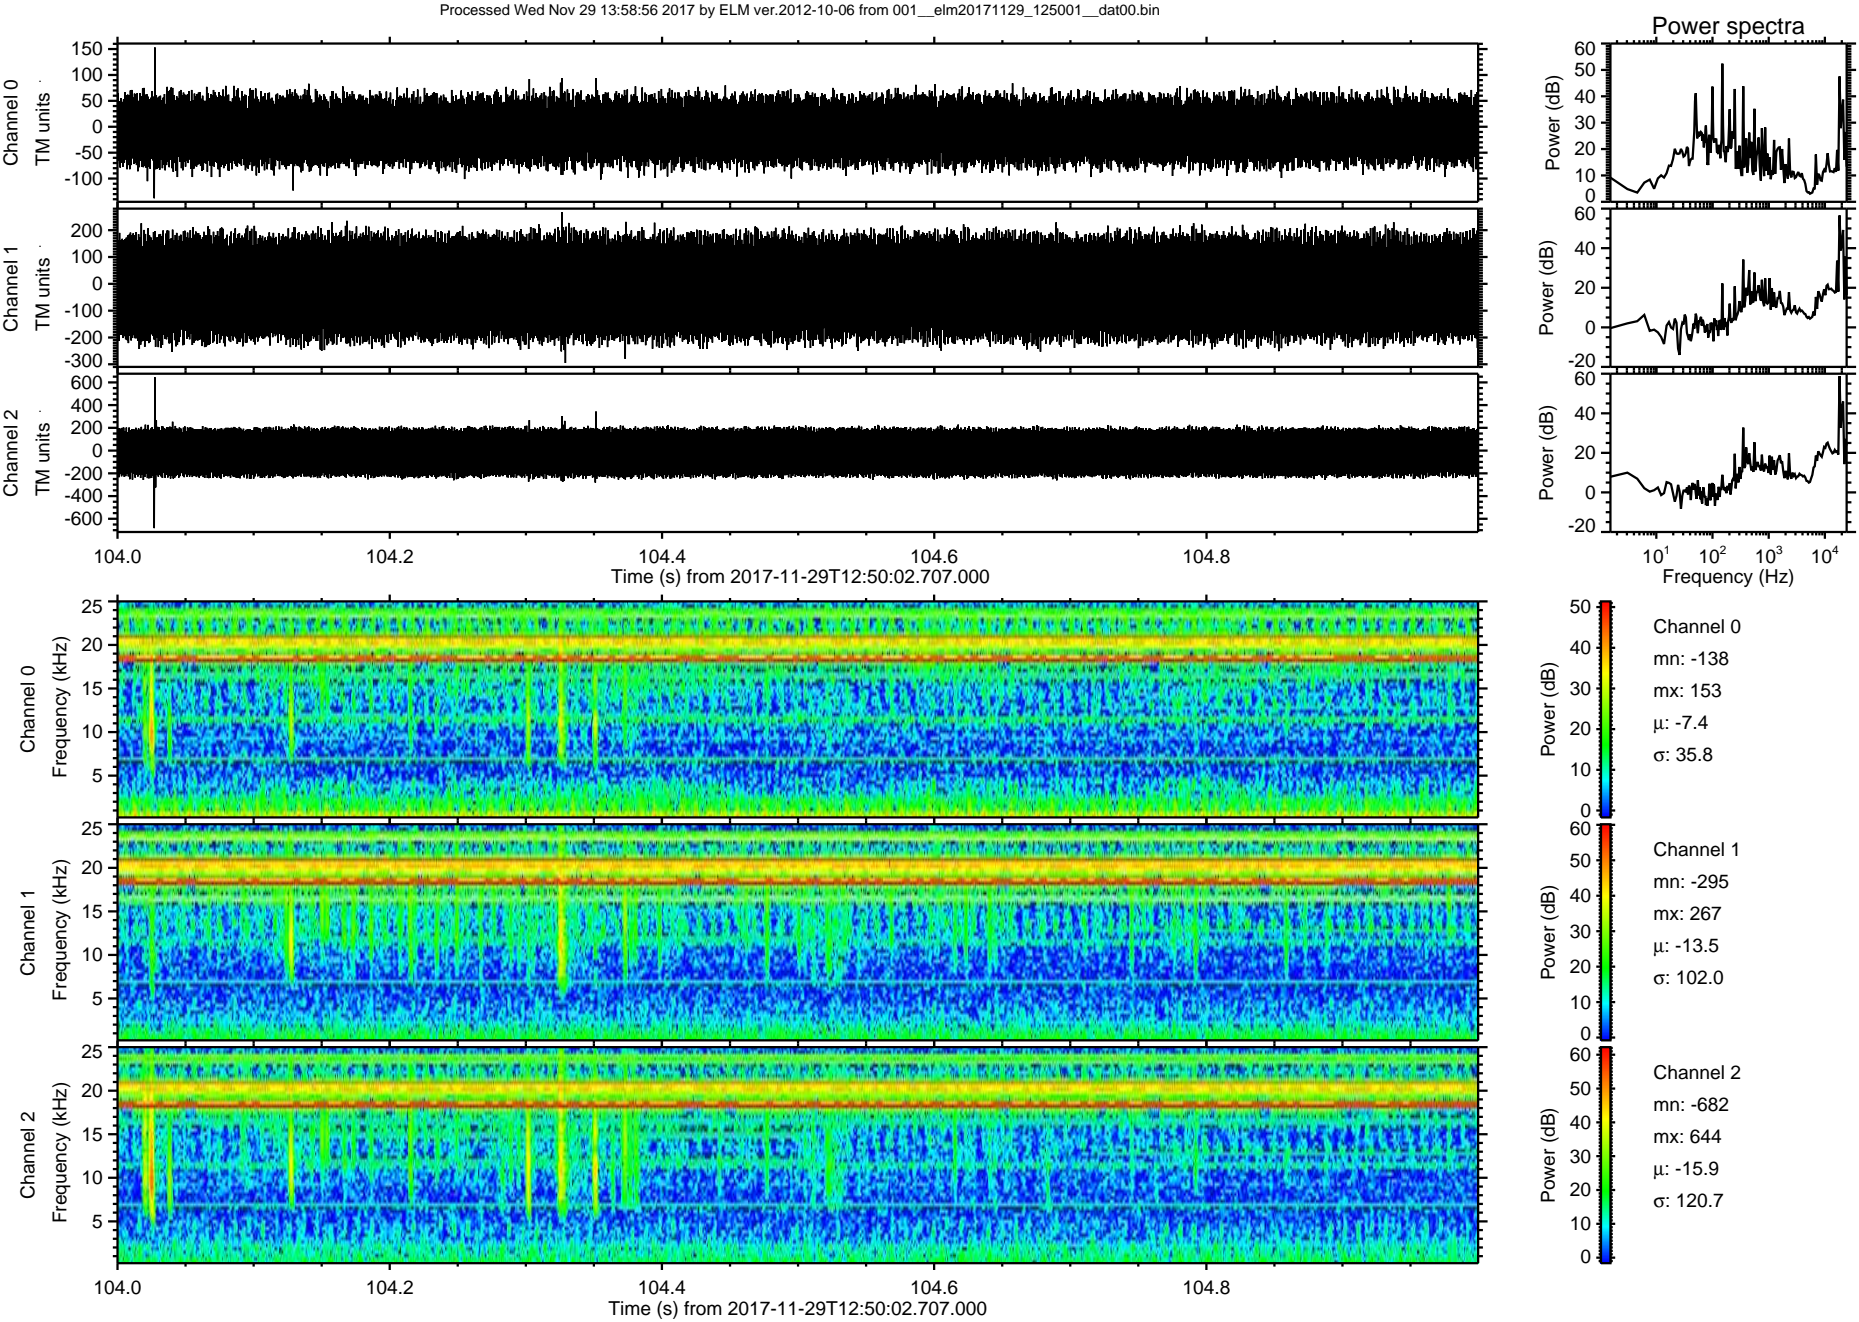 Processed Wed Nov 29 13:58:56 2017 by ELM ver.2012-10-06 from 001__elm20171129_125001__dat00.bin
Power spectra
Channel 0
TM units
150
100
50
0
-50
-100
Power (dB)
60
50
40
30
20
10
0
Channel 1
TM units
200
100
0
-100
-200
-300
Power (dB)
60
40
20
0
-20
Channel 2
TM units
600
400
200
0
-200
-400
-600
Power (dB)
60
40
20
0
-20
104.0 104.2 104.4 104.6 104.8
Time (s) from 2017-11-29T12:50:02.707.000
10^1 10^2 10^3 10^4
Frequency (Hz)
Channel 0
Frequency (kHz)
25
20
15
10
5
Power (dB)
50
40
30
20
10
0
Channel 0
mn: -138
mx: 153
μ: -7.4
σ: 35.8
Channel 1
Frequency (kHz)
25
20
15
10
5
Power (dB)
60
50
40
30
20
10
0
Channel 1
mn: -295
mx: 267
μ: -13.5
σ: 102.0
Channel 2
Frequency (kHz)
25
20
15
10
5
Power (dB)
60
50
40
30
20
10
0
Channel 2
mn: -682
mx: 644
μ: -15.9
σ: 120.7
104.0 104.2 104.4 104.6 104.8
Time (s) from 2017-11-29T12:50:02.707.000